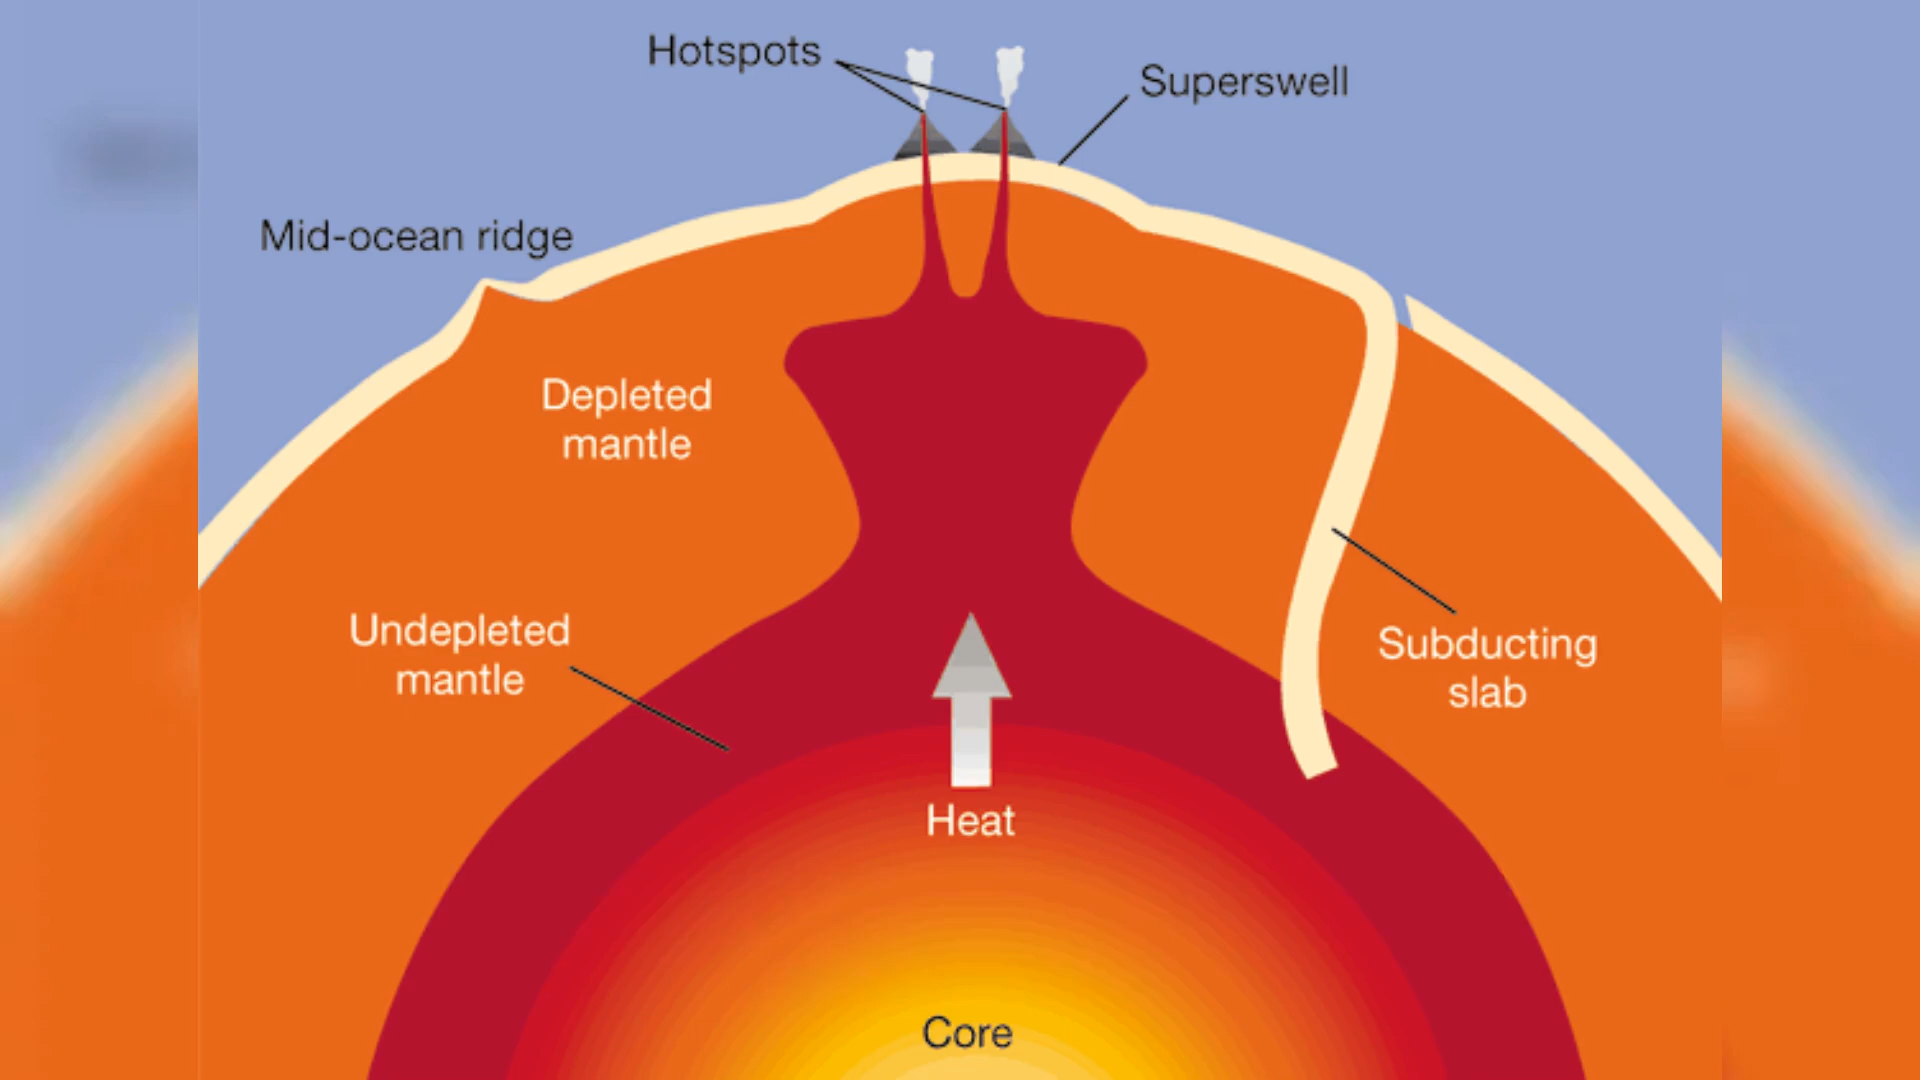 Hotspots
Superswell
Mid-ocean ridge
Depleted
mantle
Undepleted
mantle
Subducting
slab
Heat
Core